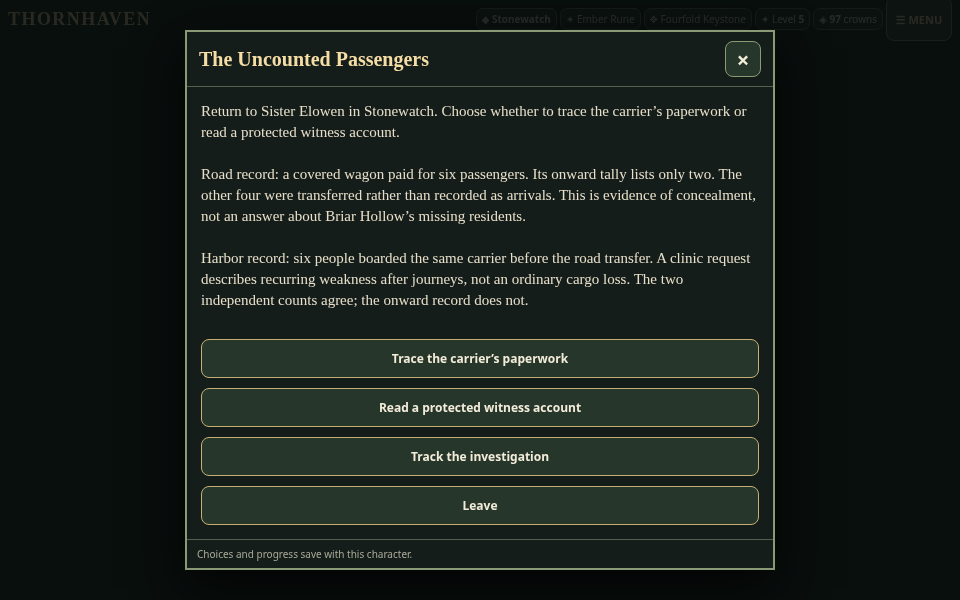 THORNHAVEN
◆ Stonewatch ✦ Ember Rune ❖ Fourfold Keystone ✦ Level 5 ◈ 97 crowns ☰ MENU
The Uncounted Passengers
×
Return to Sister Elowen in Stonewatch. Choose whether to trace the carrier’s paperwork or
read a protected witness account.
Road record: a covered wagon paid for six passengers. Its onward tally lists only two. The
other four were transferred rather than recorded as arrivals. This is evidence of concealment,
not an answer about Briar Hollow’s missing residents.
Harbor record: six people boarded the same carrier before the road transfer. A clinic request
describes recurring weakness after journeys, not an ordinary cargo loss. The two
independent counts agree; the onward record does not.
Trace the carrier’s paperwork
Read a protected witness account
Track the investigation
Leave
Choices and progress save with this character.